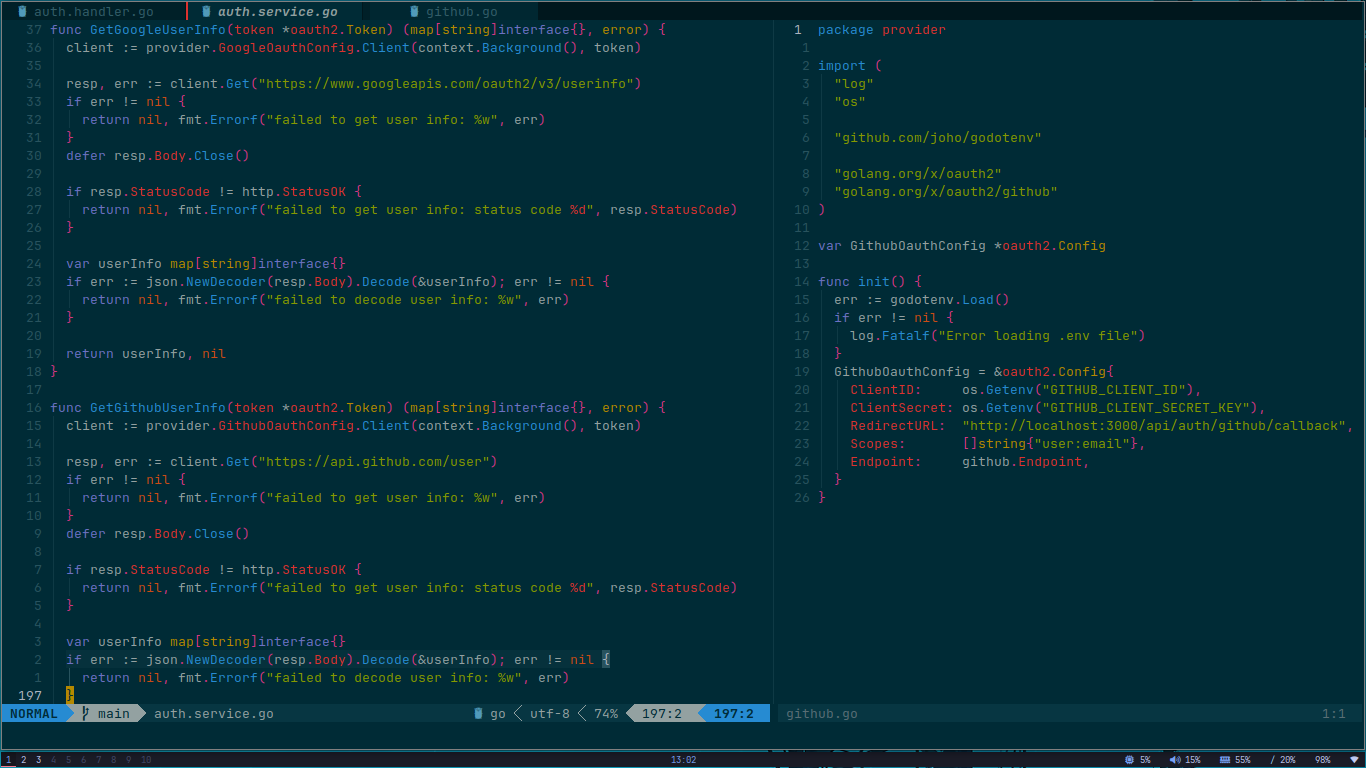 auth.handler.go auth.service.go github.go
37 func GetGoogleUserInfo(token *oauth2.Token) (map[string]interface{}, error) {
36 client := provider.GoogleOauthConfig.Client(context.Background(), token)
35
34 resp, err := client.Get("https://www.googleapis.com/oauth2/v3/userinfo")
33 if err != nil {
32 return nil, fmt.Errorf("failed to get user info: %w", err)
31 }
30 defer resp.Body.Close()
29
28 if resp.StatusCode != http.StatusOK {
27 return nil, fmt.Errorf("failed to get user info: status code %d", resp.StatusCode)
26 }
25
24 var userInfo map[string]interface{}
23 if err := json.NewDecoder(resp.Body).Decode(&userInfo); err != nil {
22 return nil, fmt.Errorf("failed to decode user info: %w", err)
21 }
20
19 return userInfo, nil
18 }
17
16 func GetGithubUserInfo(token *oauth2.Token) (map[string]interface{}, error) {
15 client := provider.GithubOauthConfig.Client(context.Background(), token)
14
13 resp, err := client.Get("https://api.github.com/user")
12 if err != nil {
11 return nil, fmt.Errorf("failed to get user info: %w", err)
10 }
9 defer resp.Body.Close()
8
7 if resp.StatusCode != http.StatusOK {
6 return nil, fmt.Errorf("failed to get user info: status code %d", resp.StatusCode)
5 }
4
3 var userInfo map[string]interface{}
2 if err := json.NewDecoder(resp.Body).Decode(&userInfo); err != nil {
1 return nil, fmt.Errorf("failed to decode user info: %w", err)
197 }
NORMAL main auth.service.go go utf-8 74% 197:2 197:2
1 package provider
1
2 import (
3 "log"
4 "os"
5
6 "github.com/joho/godotenv"
7
8 "golang.org/x/oauth2"
9 "golang.org/x/oauth2/github"
10 )
11
12 var GithubOauthConfig *oauth2.Config
13
14 func init() {
15 err := godotenv.Load()
16 if err != nil {
17 log.Fatalf("Error loading .env file")
18 }
19 GithubOauthConfig = &oauth2.Config{
20 ClientID: os.Getenv("GITHUB_CLIENT_ID"),
21 ClientSecret: os.Getenv("GITHUB_CLIENT_SECRET_KEY"),
22 RedirectURL: "http://localhost:3000/api/auth/github/callback",
23 Scopes: []string{"user:email"},
24 Endpoint: github.Endpoint,
25 }
26 }
github.go 1:1
1 2 3 4 5 6 7 8 9 10 13:02 5% 15% 55% / 20% 98%